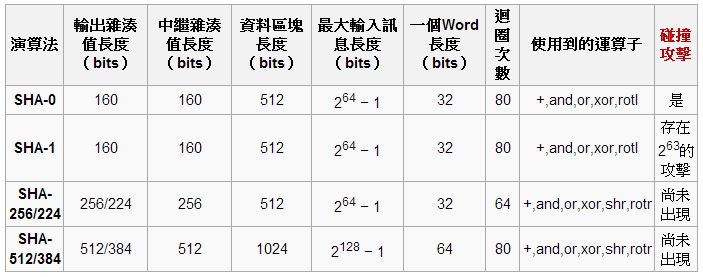 演算法 輸出雜湊值長度（bits） 中繼雜湊值長度（bits） 資料區塊長度（bits） 最大輸入訊息長度（bits） 一個Word長度（bits） 迴圈次數 使用到的運算子 碰撞攻擊
SHA-0 160 160 512 2^64 − 1 32 80 +,and,or,xor,rotl 是
SHA-1 160 160 512 2^64 − 1 32 80 +,and,or,xor,rotl 存在2^63的攻擊
SHA-256/224 256/224 256 512 2^64 − 1 32 64 +,and,or,xor,shr,rotr 尚未出現
SHA-512/384 512/384 512 1024 2^128 − 1 64 80 +,and,or,xor,shr,rotr 尚未出現